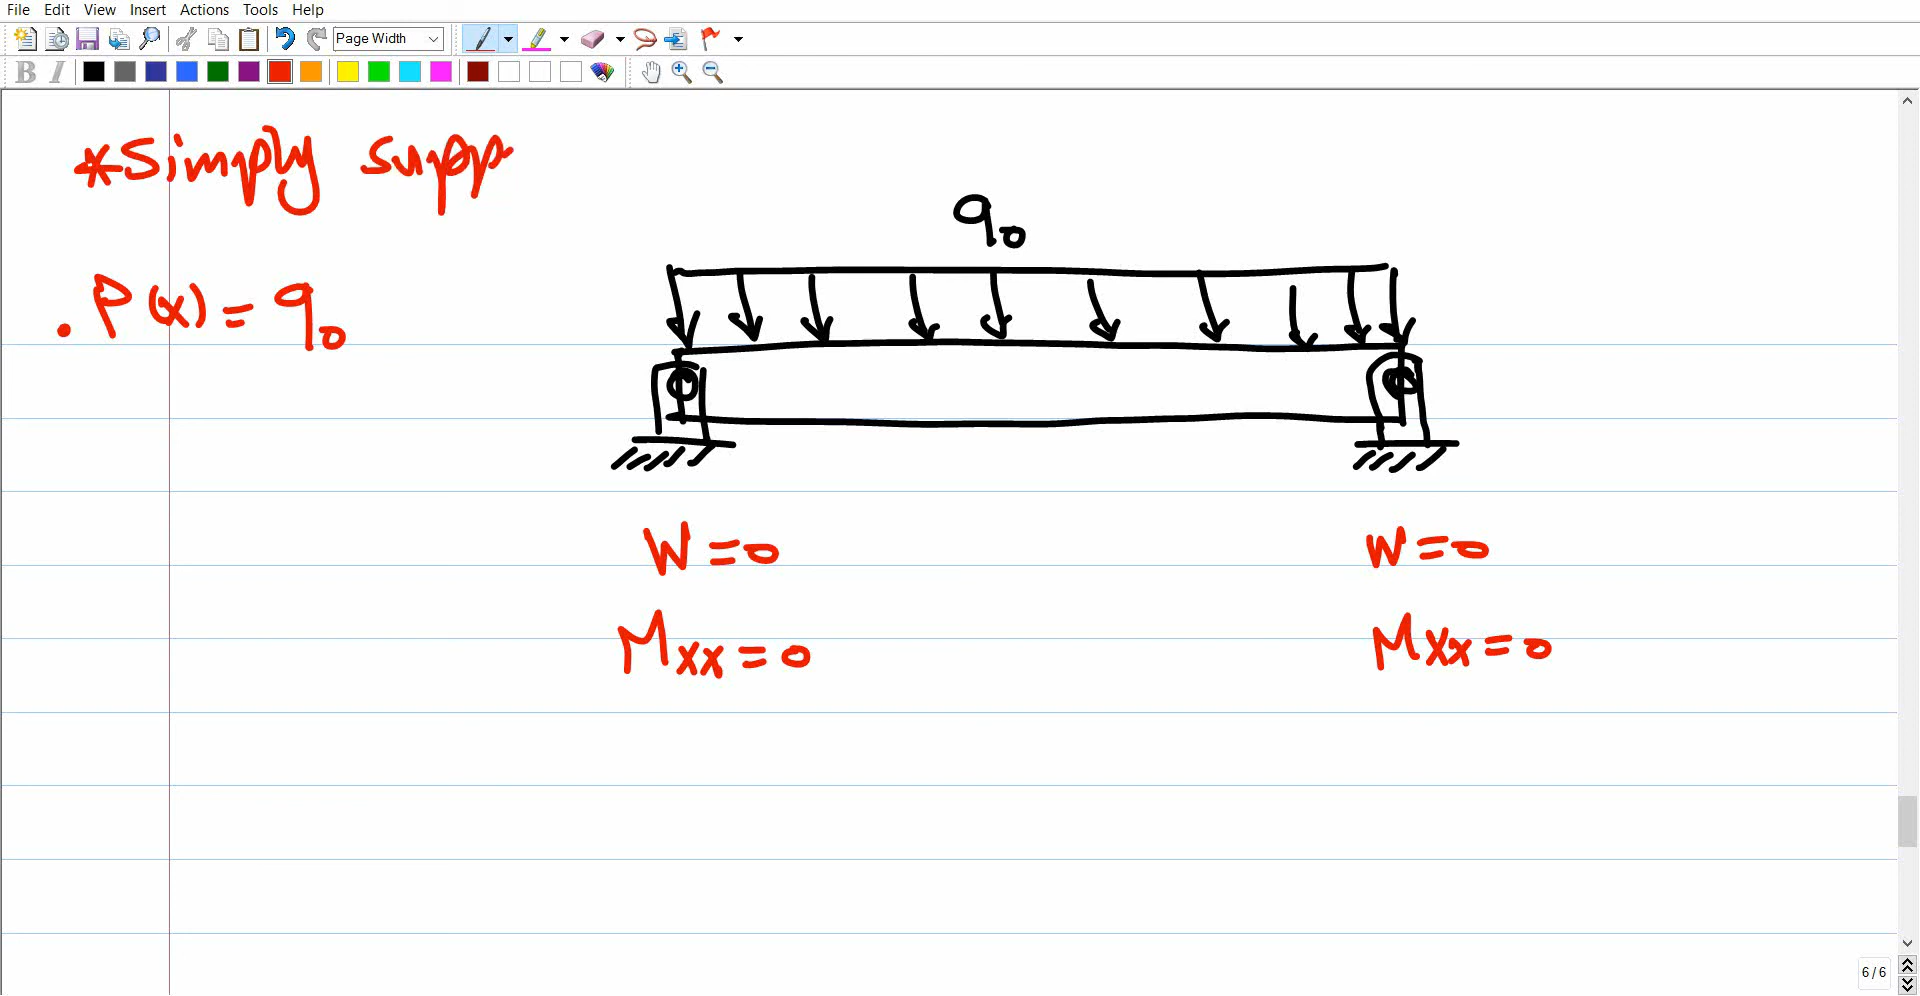 File Edit View Insert Actions Tools Help
Page Width
B I
*Simply supp
q₀
. P(x) = q₀
W = 0
W = 0
Mxx = 0
Mxx = 0
6 / 6